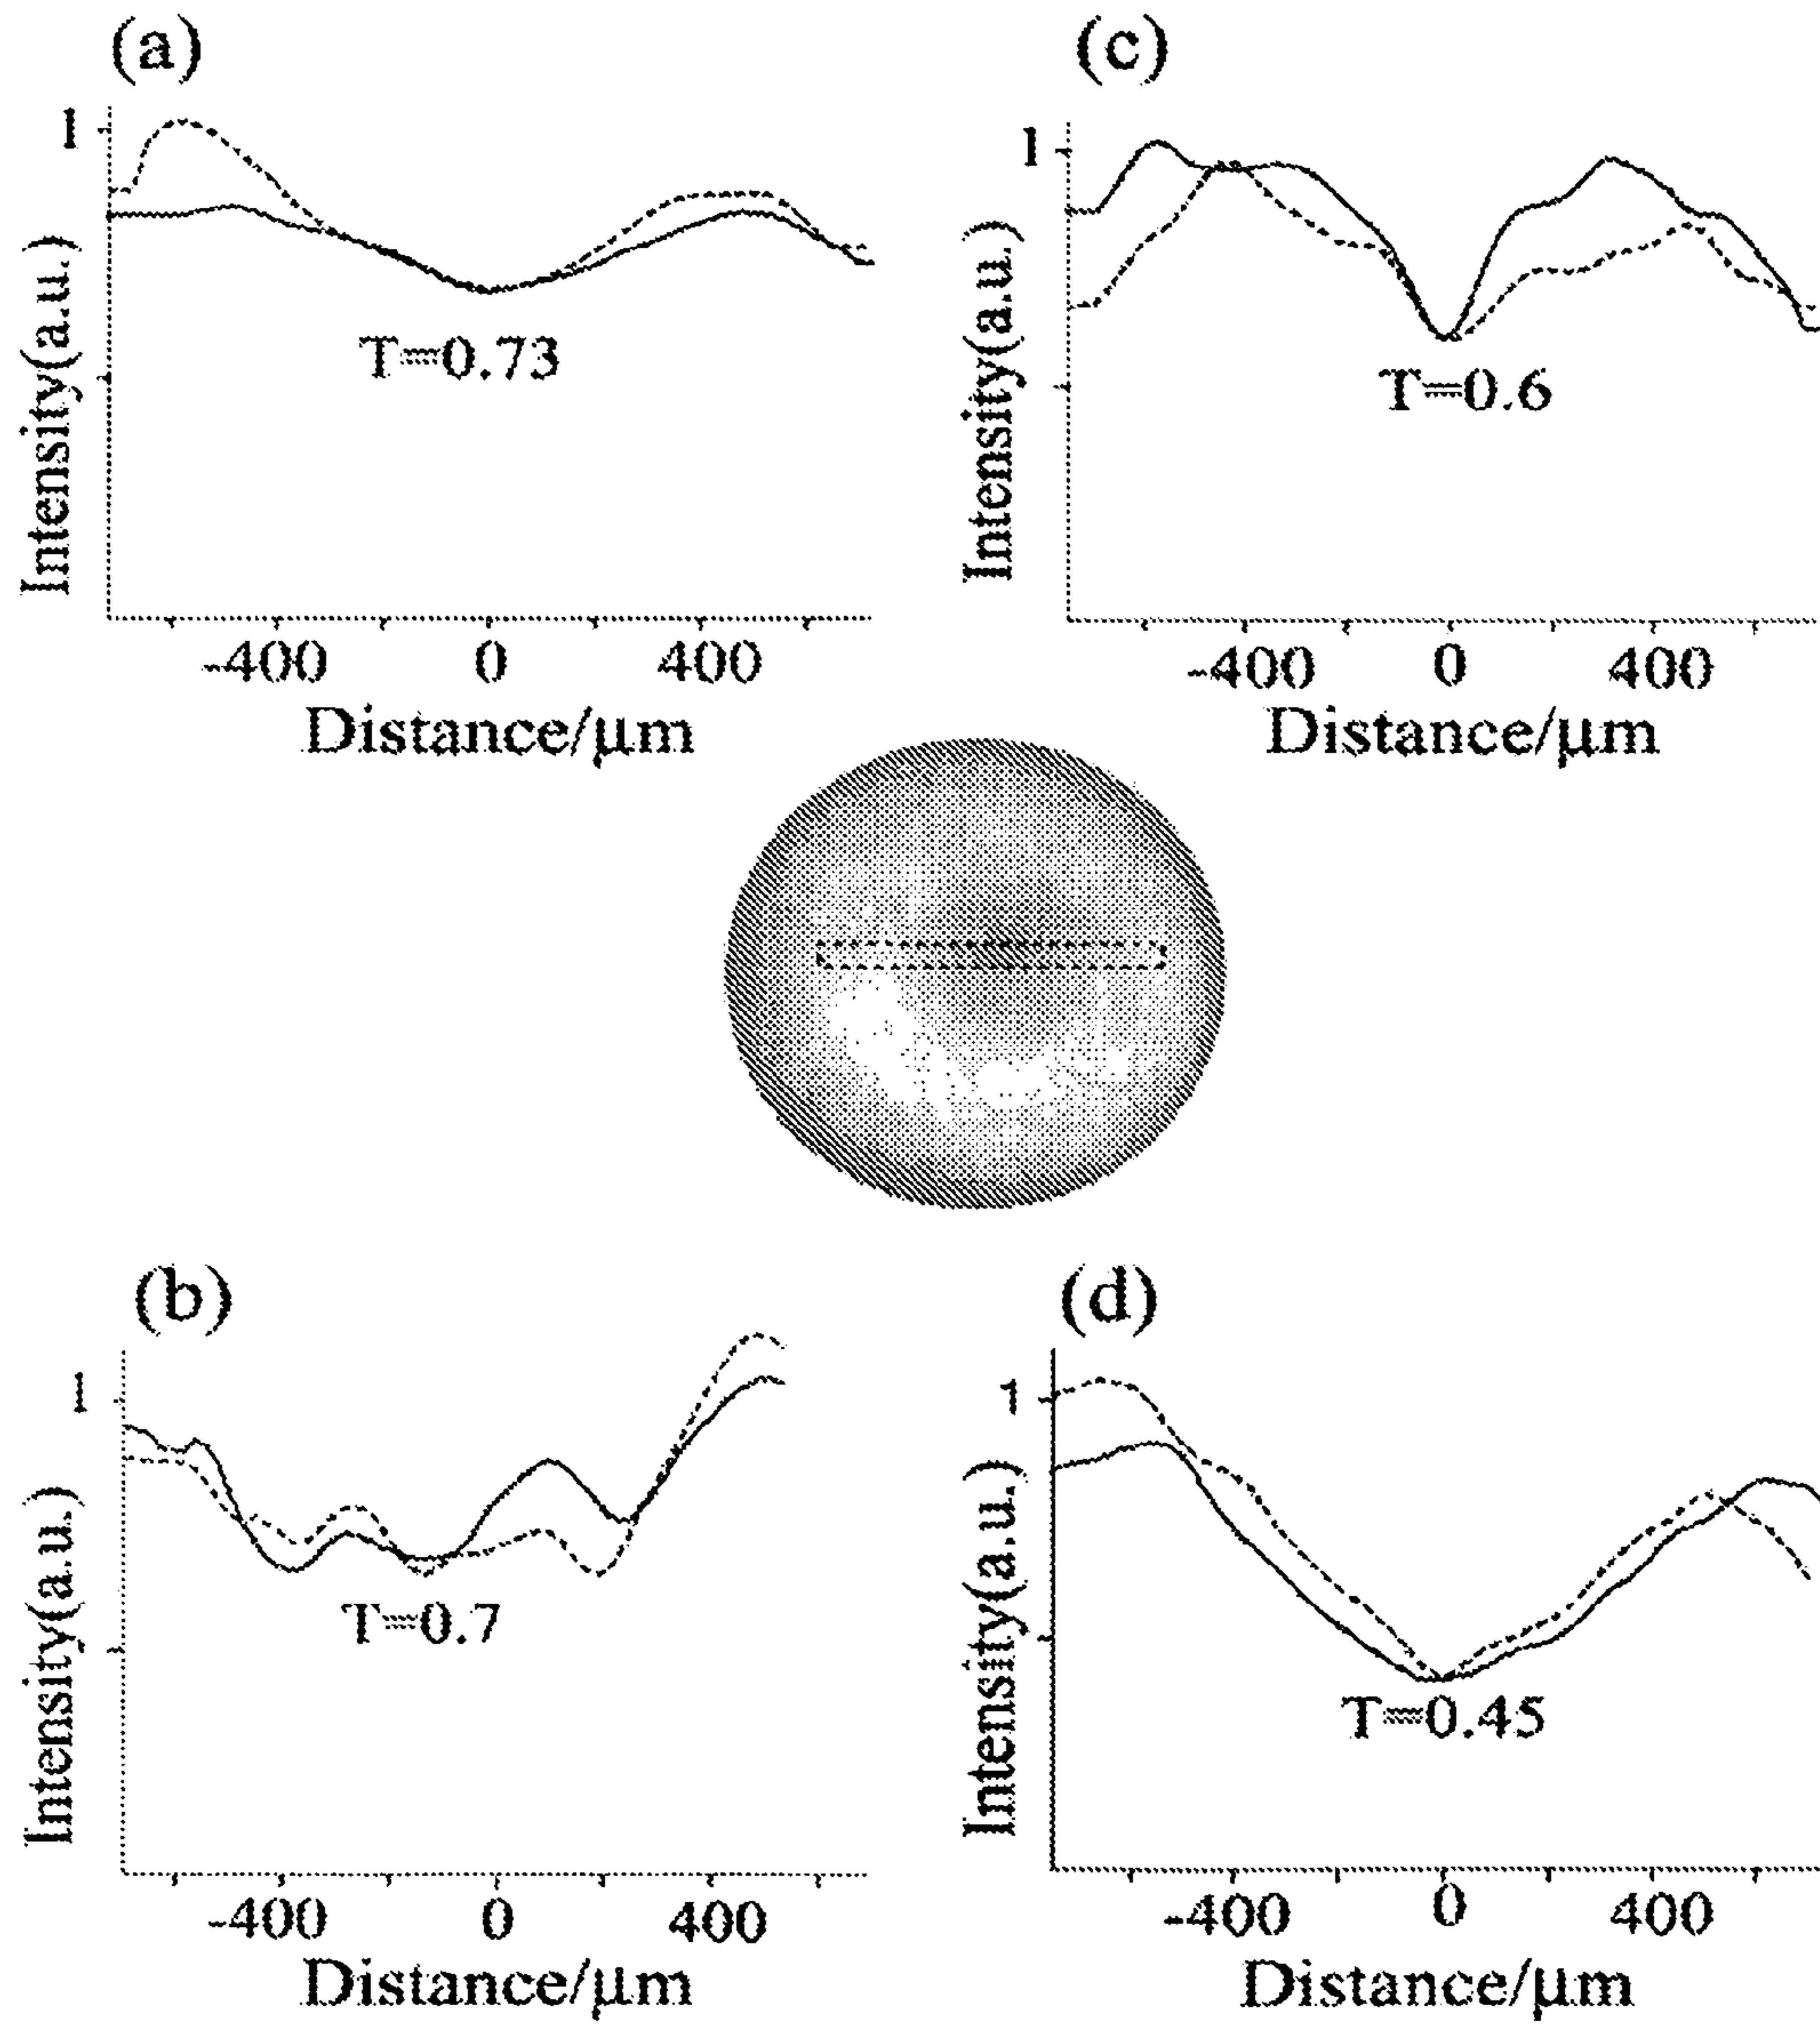 (a)
1
Intensity(a.u.)
T=0.73
-400 0 400
Distance/μm
(c)
1
Intensity(a.u.)
T=0.6
-400 0 400
Distance/μm
(b)
1
Intensity(a.u.)
T=0.7
-400 0 400
Distance/μm
(d)
1
Intensity(a.u.)
T=0.45
-400 0 400
Distance/μm